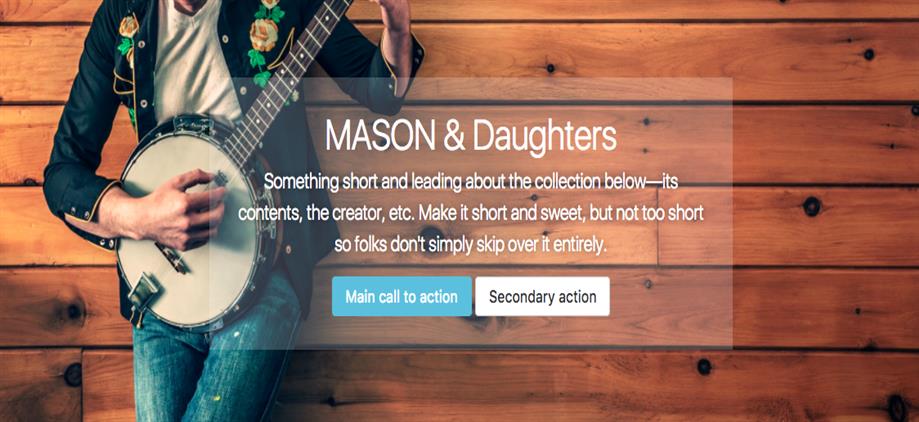 MASON & Daughters
Something short and leading about the collection below—its
contents, the creator, etc. Make it short and sweet, but not too short
so folks don't simply skip over it entirely.
Main call to action Secondary action